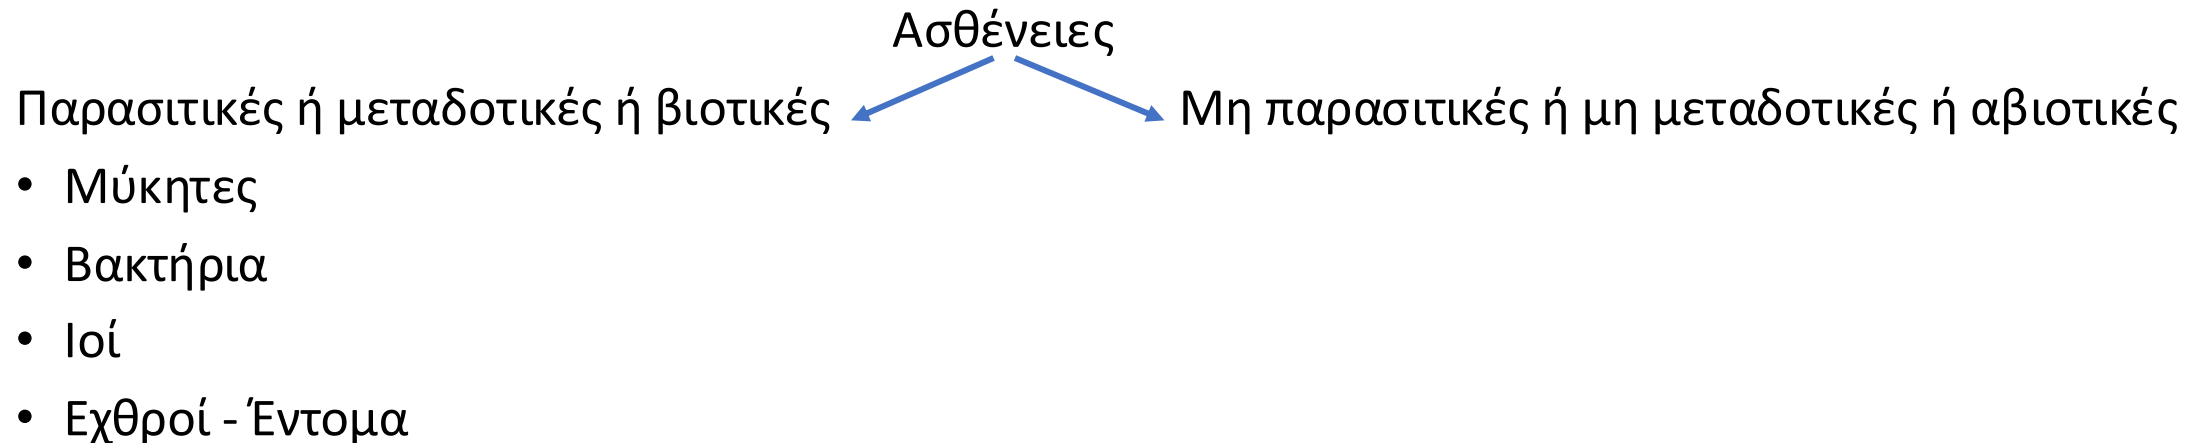 Ασθένειες
Παρασιτικές ή μεταδοτικές ή βιοτικές
Μη παρασιτικές ή μη μεταδοτικές ή αβιοτικές
• Μύκητες
• Βακτήρια
• Ιοί
• Εχθροί - Έντομα